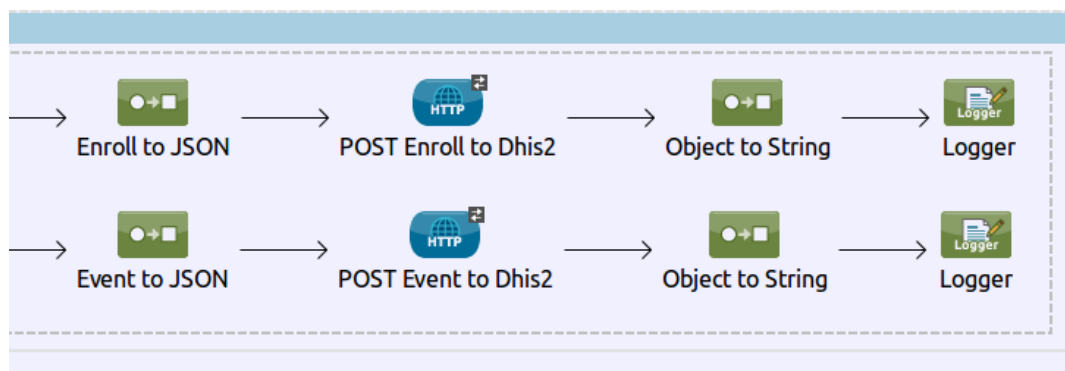 HTTP
Logger
Enroll to JSON
POST Enroll to Dhis2
Object to String
Logger
HTTP
Logger
Event to JSON
POST Event to Dhis2
Object to String
Logger